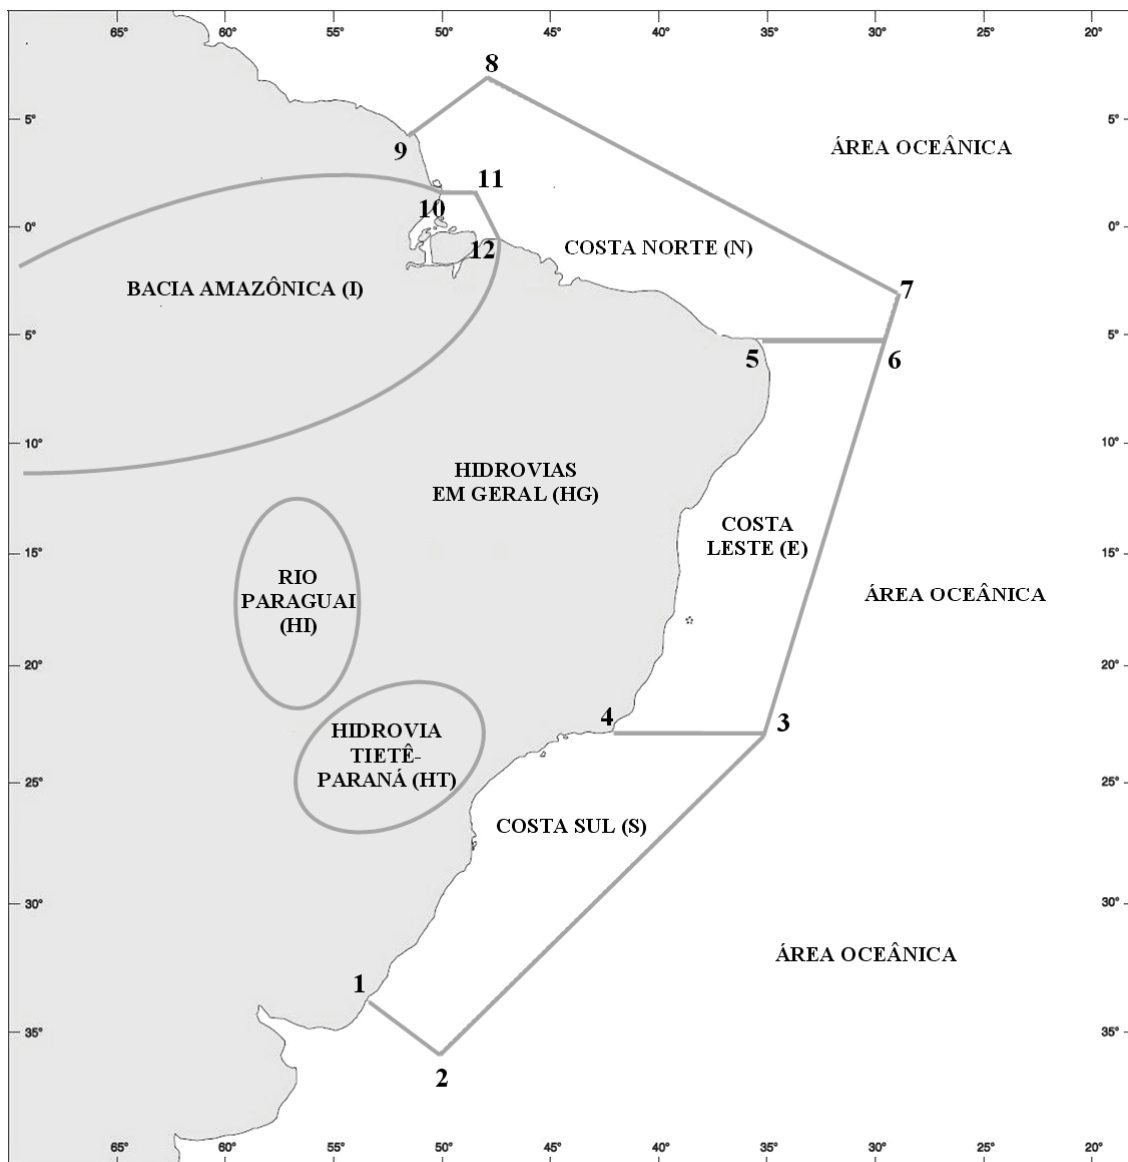 65° 60° 55° 50° 45° 40° 35° 30° 25° 20°
8
5° 5°
9
ÁREA OCEÂNICA
11
10
0° 0°
12
COSTA NORTE (N)
BACIA AMAZÔNICA (I)
7
5° 5°
5
6
10° 10°
HIDROVIAS
EM GERAL (HG)
COSTA
LESTE (E)
15° 15°
RIO
PARAGUAI
(HI)
ÁREA OCEÂNICA
20° 20°
4
3
HIDROVIA
TIETÊ-
PARANÁ (HT)
25° 25°
COSTA SUL (S)
30° 30°
ÁREA OCEÂNICA
1
35° 35°
2
65° 60° 55° 50° 45° 40° 35° 30° 25° 20°